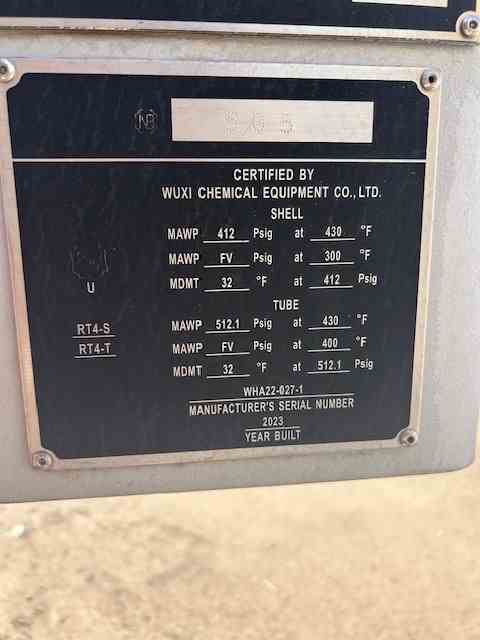 NB
CERTIFIED BY
WUXI CHEMICAL EQUIPMENT CO., LTD.
SHELL
MAWP 412 Psig at 430 °F
MAWP FV Psig at 300 °F
MDMT 32 °F at 412 Psig
U
TUBE
RT4-S
MAWP 512.1 Psig at 430 °F
RT4-T
MAWP FV Psig at 400 °F
MDMT 32 °F at 512.1 Psig
WHA22-027-1
MANUFACTURER'S SERIAL NUMBER
2023
YEAR BUILT